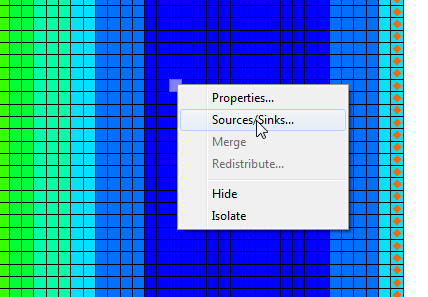 Properties...
Sources/Sinks...
Merge
Redistribute...
Hide
Isolate